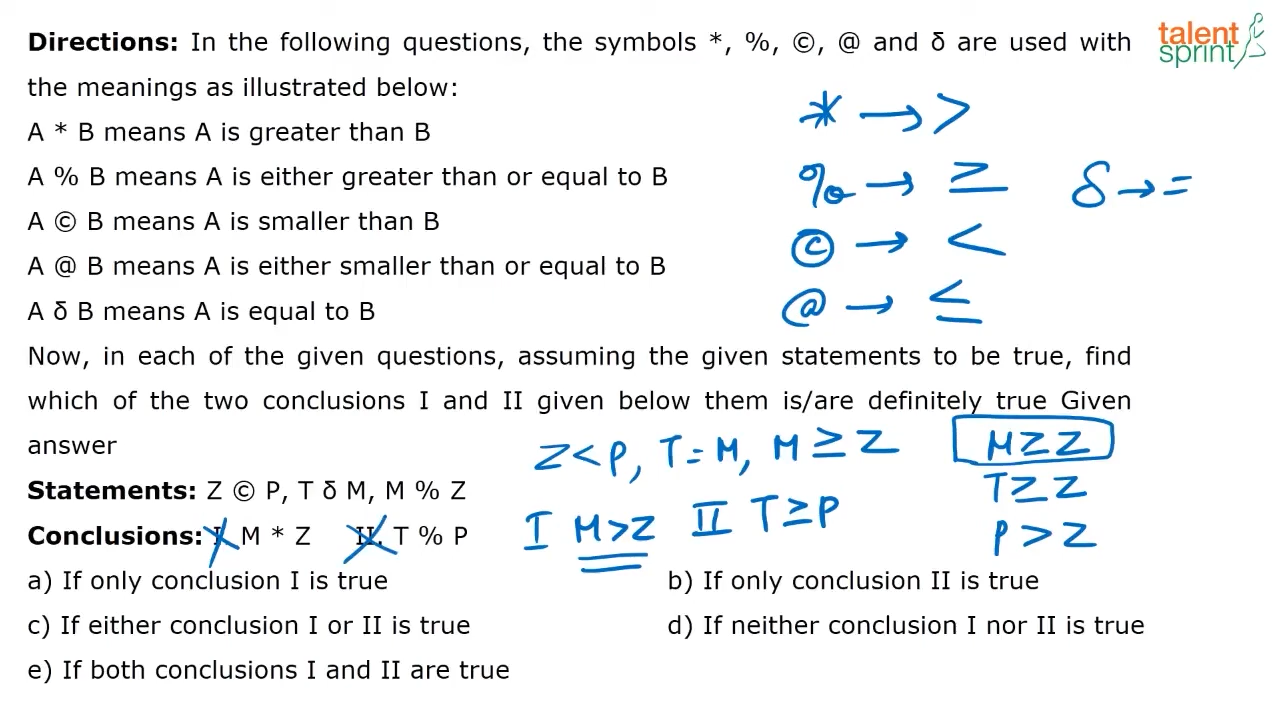 talent
sprint
Directions: In the following questions, the symbols *, %, ©, @ and δ are used with
the meanings as illustrated below:
A * B means A is greater than B
A % B means A is either greater than or equal to B
A © B means A is smaller than B
A @ B means A is either smaller than or equal to B
A δ B means A is equal to B
* → >
% → ≥
δ → =
© → <
@ → ≤
Now, in each of the given questions, assuming the given statements to be true, find
which of the two conclusions I and II given below them is/are definitely true Given
answer
Z < P, T = M, M ≥ Z
M ≥ Z
T ≥ Z
P > Z
Statements: Z © P, T δ M, M % Z
Conclusions: I. M * Z II. T % P
I M > Z II T ≥ P
a) If only conclusion I is true
b) If only conclusion II is true
c) If either conclusion I or II is true
d) If neither conclusion I nor II is true
e) If both conclusions I and II are true